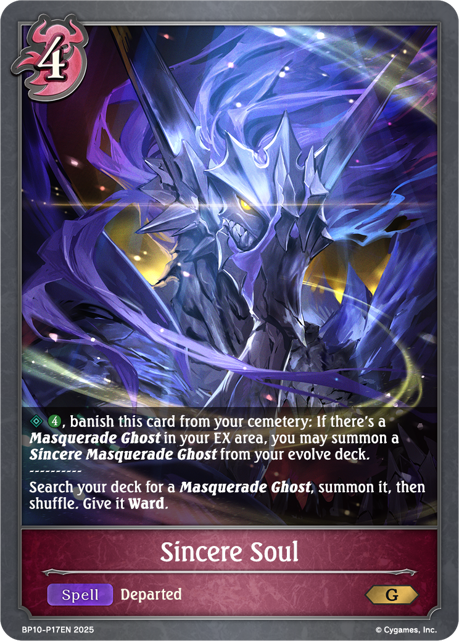 4
4, banish this card from your cemetery: If there's a
Masquerade Ghost in your EX area, you may summon a
Sincere Masquerade Ghost from your evolve deck.
----------
Search your deck for a Masquerade Ghost, summon it, then
shuffle. Give it Ward.
Sincere Soul
Spell Departed G
BP10-P17EN 2025 © Cygames, Inc.